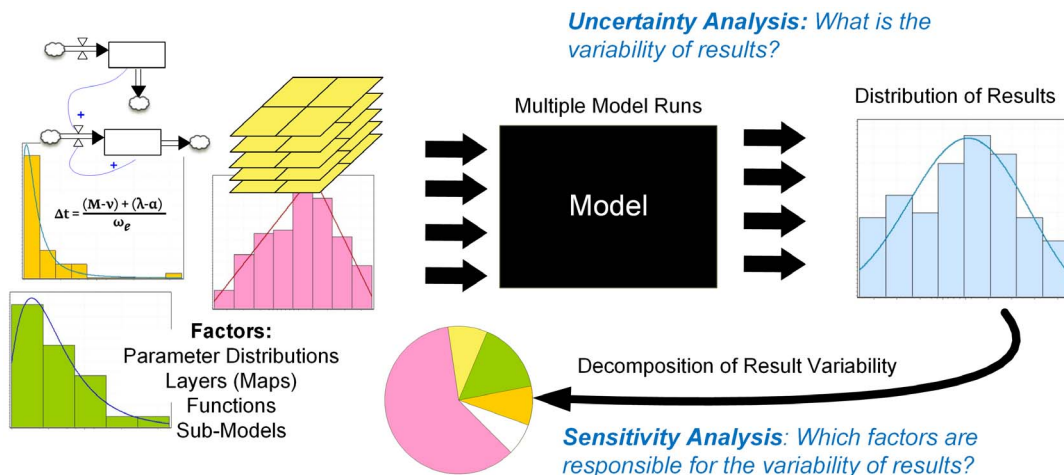 Uncertainty Analysis: What is the
variability of results?
Multiple Model Runs
Distribution of Results
+
+
Δt = (M-ν) + (λ-α)
ωe
Model
Factors:
Parameter Distributions
Layers (Maps)
Functions
Sub-Models
Decomposition of Result Variability
Sensitivity Analysis: Which factors are
responsible for the variability of results?